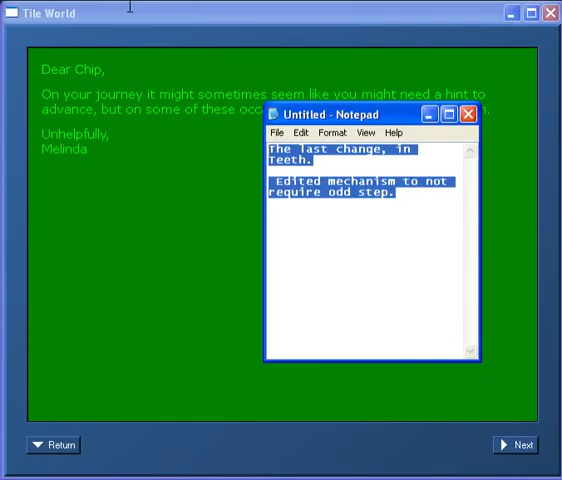 Tile World
Dear Chip,
On your journey it might sometimes seem like you might need a hint to
advance, but on some of these occ
n.
Unhelpfully,
Melinda
Untitled - Notepad
File Edit Format View Help
The last change, in
Teeth.
Edited mechanism to not
require odd step.
Return
Next